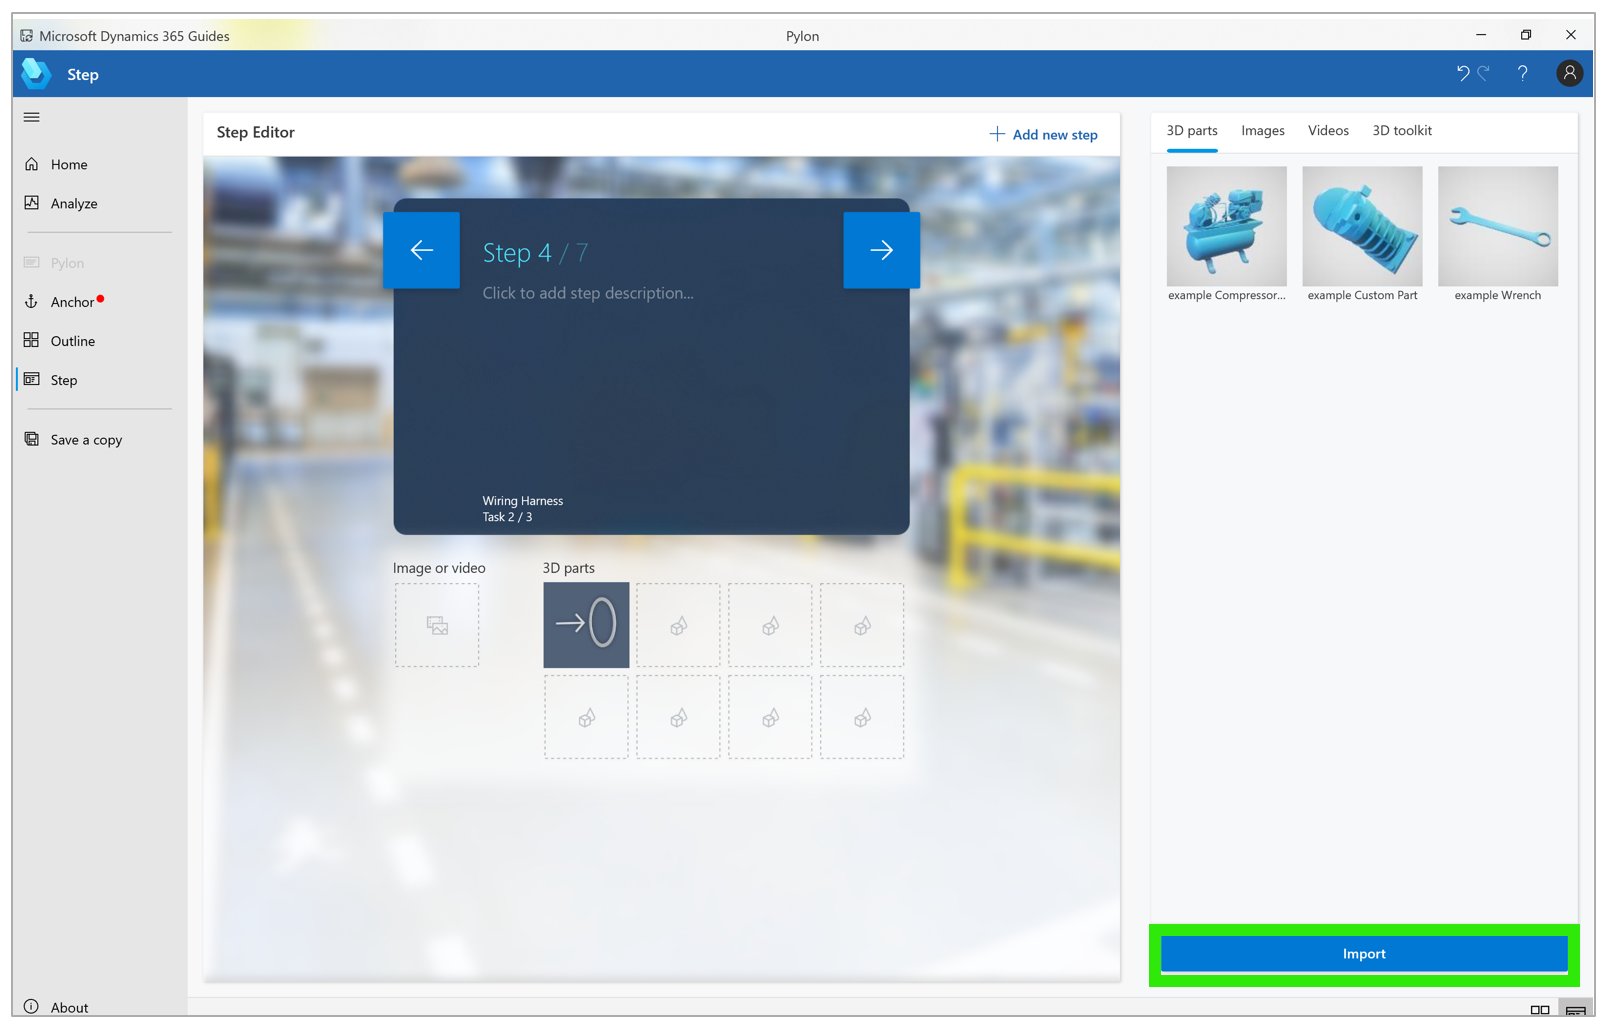 Microsoft Dynamics 365 Guides
Pylon
Step
?
Home
Analyze
Pylon
Anchor
Outline
Step
Save a copy
About
Step Editor
Add new step
Step 4 / 7
Click to add step description...
Wiring Harness
Task 2 / 3
Image or video
3D parts
3D parts
Images
Videos
3D toolkit
example Compressor...
example Custom Part
example Wrench
Import